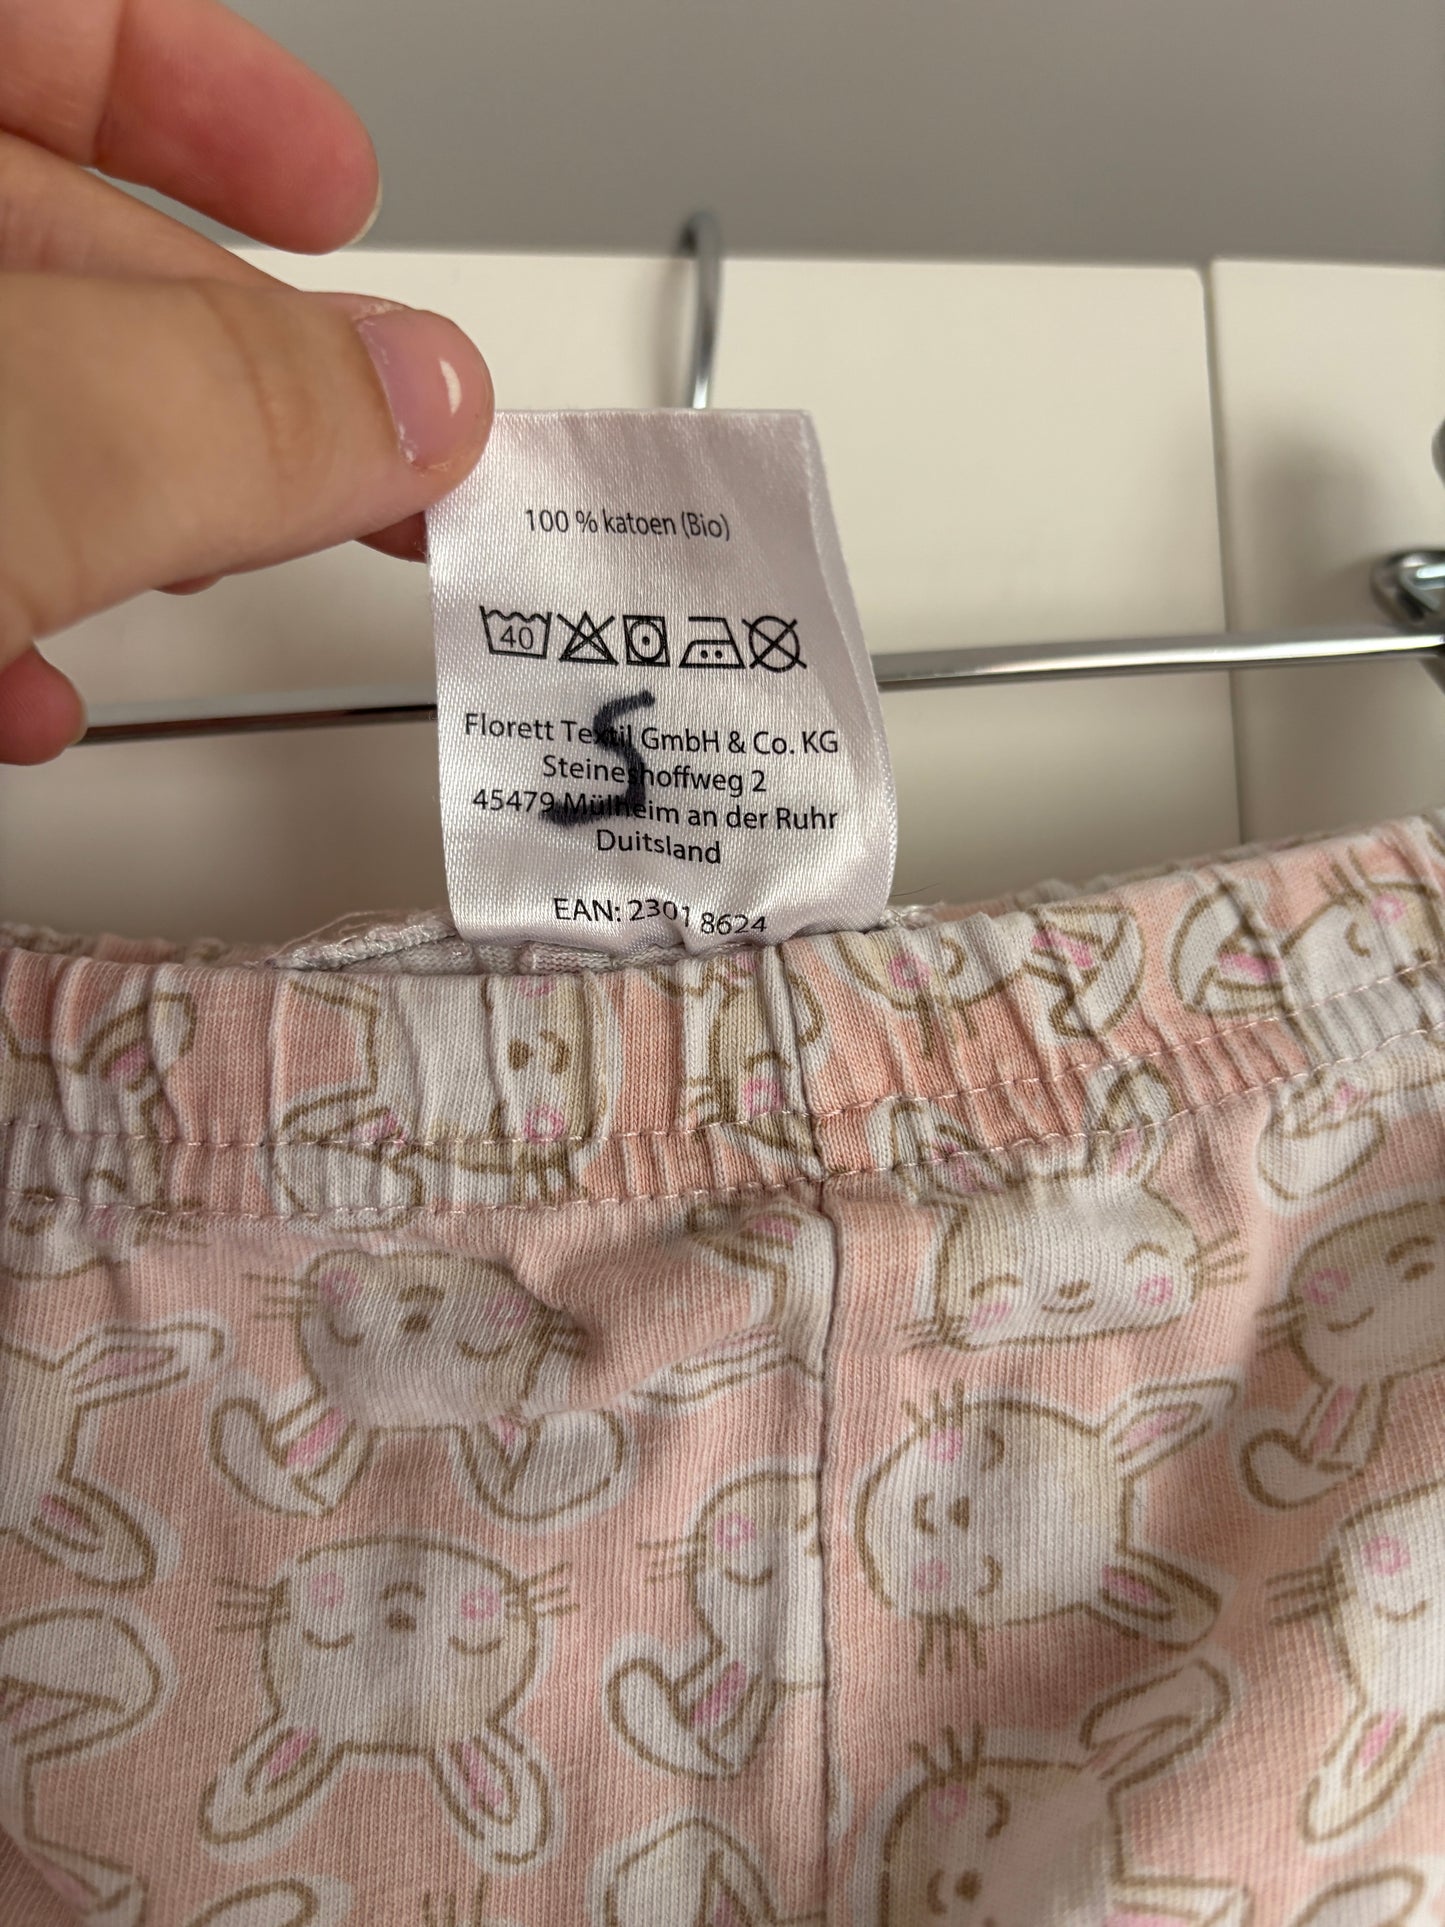 100 % katoen (Bio)
40
S
Florett Textil GmbH & Co. KG
Steineshoffweg 2
45479 Mülheim an der Ruhr
Duitsland
EAN: 2301 8624